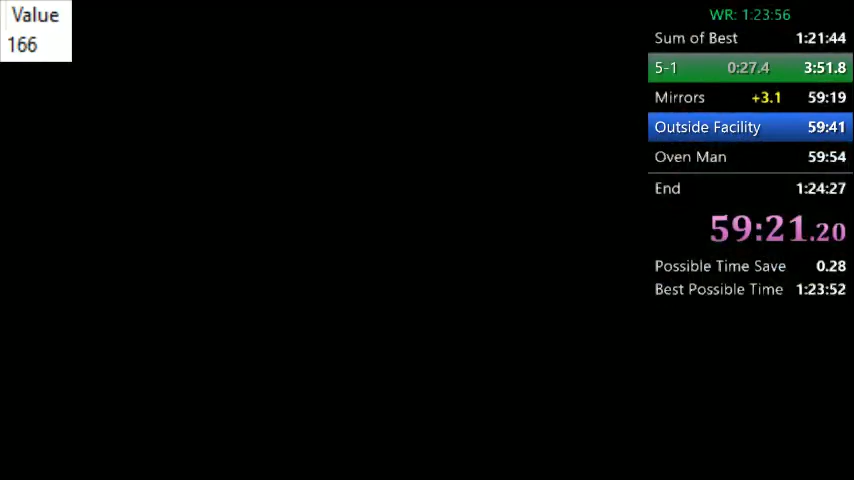 Value
166
WR: 1:23:56
Sum of Best 1:21:44
5-1 0:27.4 3:51.8
Mirrors +3.1 59:19
Outside Facility 59:41
Oven Man 59:54
End 1:24:27
59:21.20
Possible Time Save 0.28
Best Possible Time 1:23:52